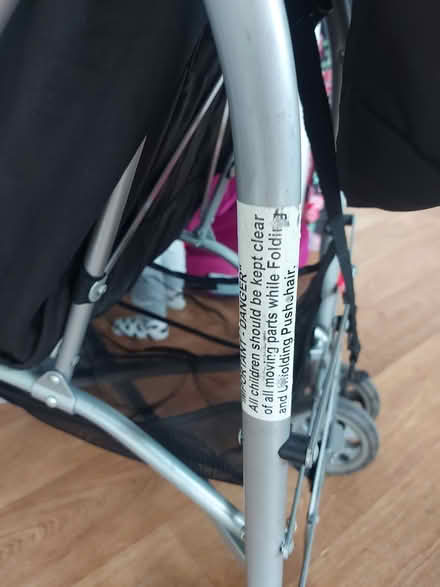 "IMPORTANT - DANGER"
All children should be kept clear
of all moving parts while Folding
and Unfolding Pushchair.